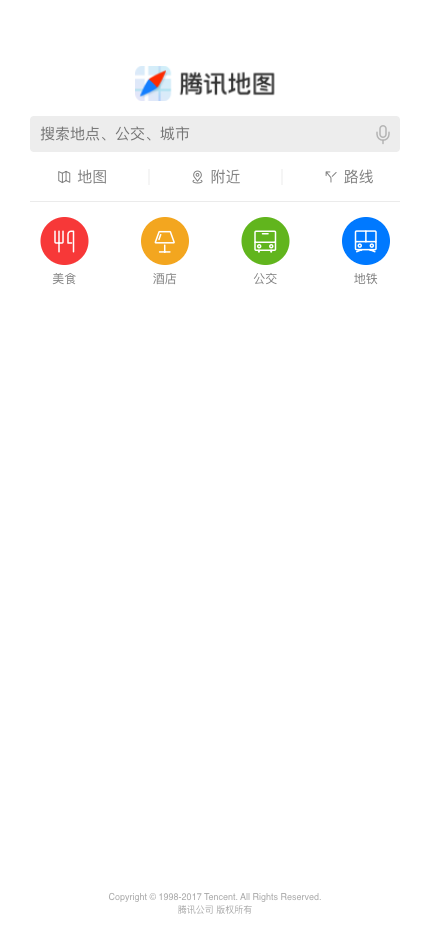 腾讯地图
搜索地点、公交、城市
地图 附近 路线
美食 酒店 公交 地铁
Copyright © 1998-2017 Tencent. All Rights Reserved.
腾讯公司 版权所有